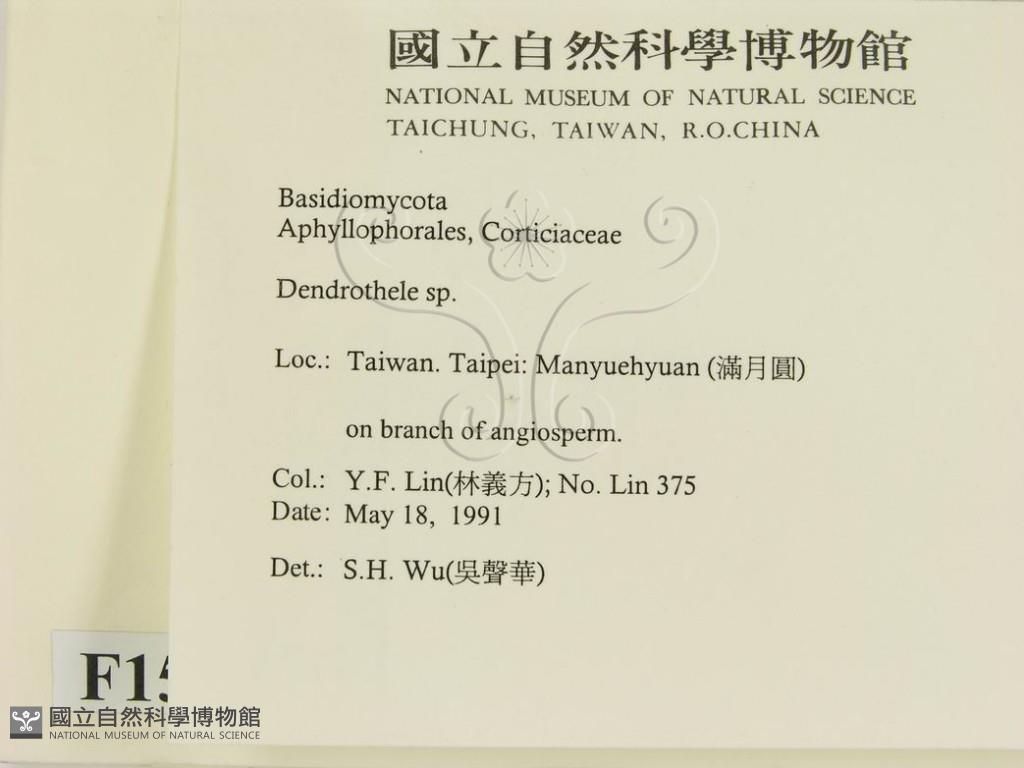 國立自然科學博物館
NATIONAL MUSEUM OF NATURAL SCIENCE
TAICHUNG, TAIWAN, R.O.CHINA
Basidiomycota
Aphyllophorales, Corticiaceae
Dendrothele sp.
Loc.: Taiwan. Taipei: Manyuehyuan (滿月圓)
on branch of angiosperm.
Col.: Y.F. Lin(林義方); No. Lin 375
Date: May 18, 1991
Det.: S.H. Wu(吳聲華)
F15
國立自然科學博物館
NATIONAL MUSEUM OF NATURAL SCIENCE